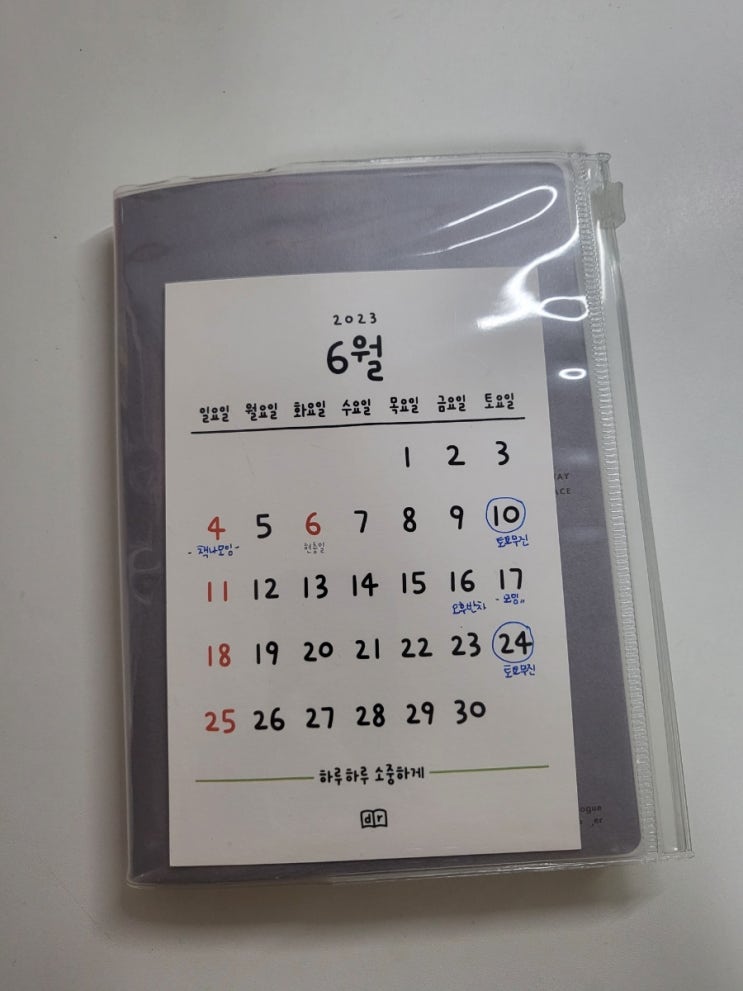 2023
6월
일요일 월요일 화요일 수요일 목요일 금요일 토요일
1 2 3
4 5 6 7 8 9 10
-책나모임- 현충일 토요무진
11 12 13 14 15 16 17
오후반차 -모임"
18 19 20 21 22 23 24
토요무진
25 26 27 28 29 30
하루하루 소중하게
dr